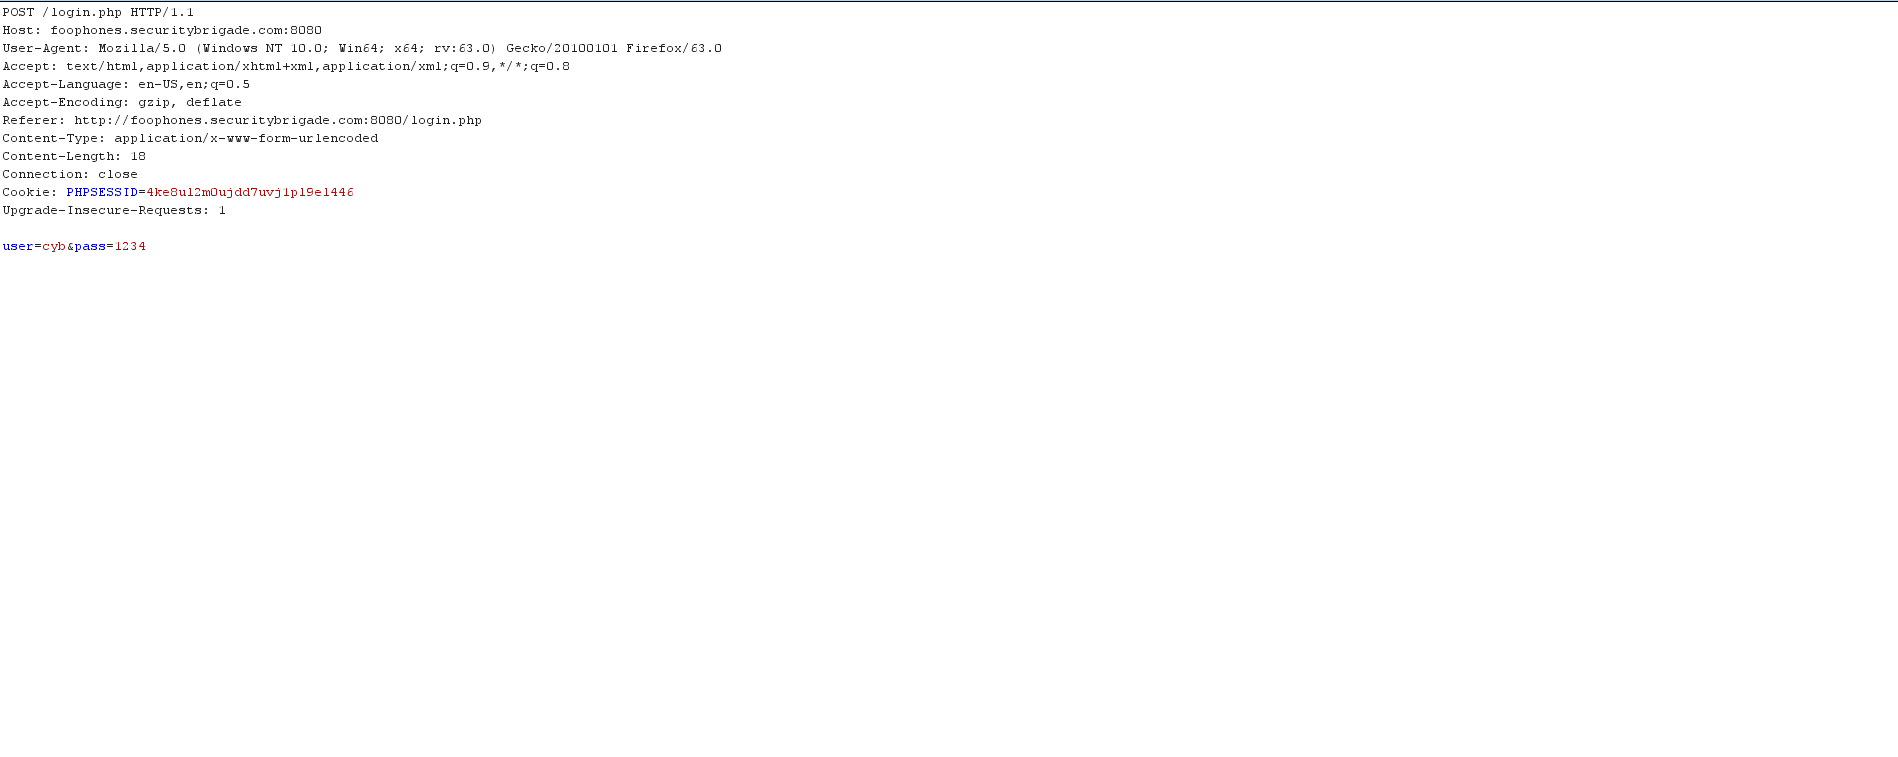 POST /login.php HTTP/1.1
Host: foophones.securitybrigade.com:8080
User-Agent: Mozilla/5.0 (Windows NT 10.0; Win64; x64; rv:63.0) Gecko/20100101 Firefox/63.0
Accept: text/html,application/xhtml+xml,application/xml;q=0.9,*/*;q=0.8
Accept-Language: en-US,en;q=0.5
Accept-Encoding: gzip, deflate
Referer: http://foophones.securitybrigade.com:8080/login.php
Content-Type: application/x-www-form-urlencoded
Content-Length: 18
Connection: close
Cookie: PHPSESSID=4ke8ul2m0ujdd7uvj1pl9el446
Upgrade-Insecure-Requests: 1
user=cyb&pass=1234